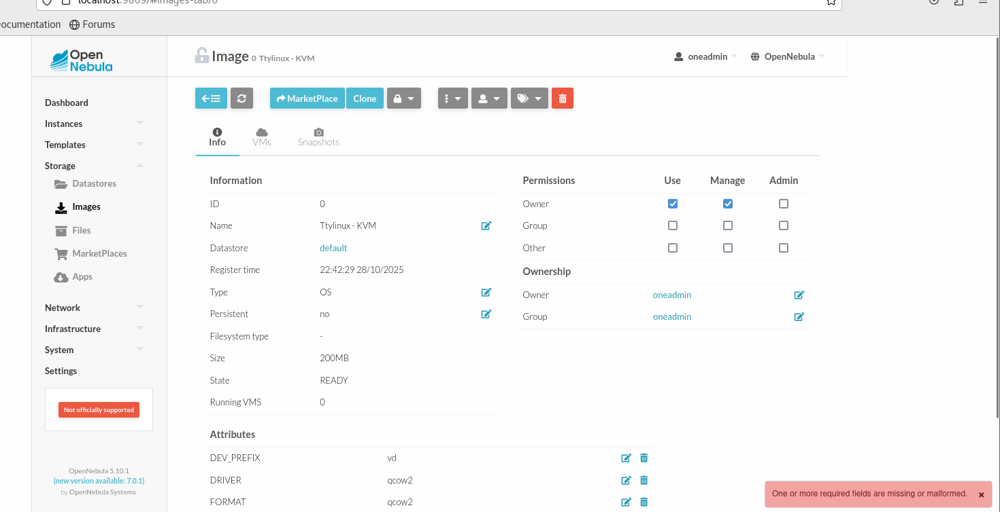 localhost:9869/#images-tab/0
ocumentation Forums
Open
Nebula
Image 0 Ttylinux - KVM
oneadmin
OpenNebula
Dashboard
Instances
Templates
Storage
Datastores
Images
Files
MarketPlaces
Apps
Network
Infrastructure
System
Settings
Not officially supported
OpenNebula 5.10.1
(new version available: 7.0.1)
by OpenNebula Systems.
MarketPlace
Clone
Info
VMs
Snapshots
Information
ID 0
Name Ttylinux - KVM
Datastore default
Register time 22:42:29 28/10/2025
Type OS
Persistent no
Filesystem type -
Size 200MB
State READY
Running VMS 0
Permissions Use Manage Admin
Owner
Group
Other
Ownership
Owner oneadmin
Group oneadmin
Attributes
DEV_PREFIX vd
DRIVER qcow2
FORMAT qcow2
One or more required fields are missing or malformed. ×